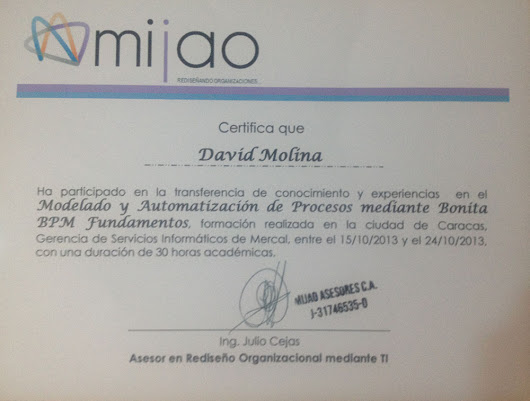 mijao
REDISEÑANDO ORGANIZACIONES...
Certifica que
David Molina
Ha participado en la transferencia de conocimiento y experiencias en el
Modelado y Automatización de Procesos mediante Bonita
BPM Fundamentos, formación realizada en la ciudad de Caracas,
Gerencia de Servicios Informáticos de Mercal, entre el 15/10/2013 y el 24/10/2013,
con una duración de 30 horas académicas.
MIJAO ASESORES C.A.
J-31746535-0
Ing. Julio Cejas
Asesor en Rediseño Organizacional mediante TI